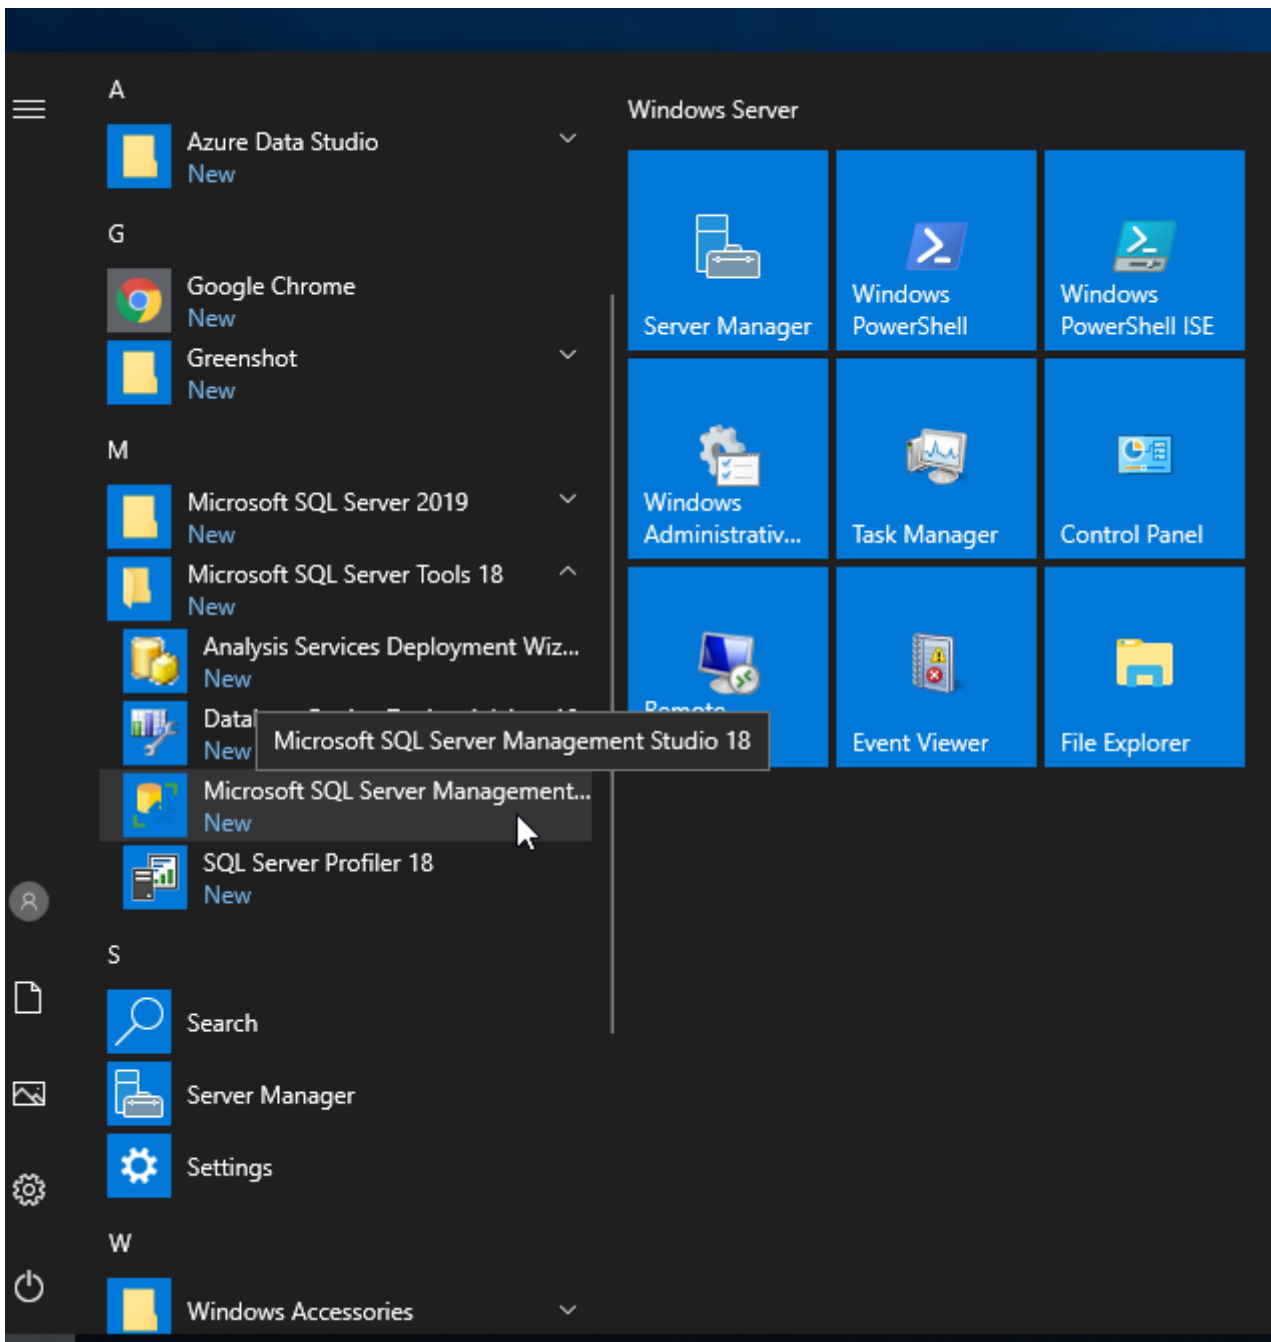 A
Azure Data Studio
New
G
Google Chrome
New
Greenshot
New
M
Microsoft SQL Server 2019
New
Microsoft SQL Server Tools 18
New
Analysis Services Deployment Wiz...
New
Data
New
Microsoft SQL Server Management Studio 18
Microsoft SQL Server Management...
New
SQL Server Profiler 18
New
S
Search
Server Manager
Settings
W
Windows Accessories
Windows Server
Server Manager
Windows
PowerShell
Windows
PowerShell ISE
Windows
Administrativ...
Task Manager
Control Panel
Remote
Event Viewer
File Explorer